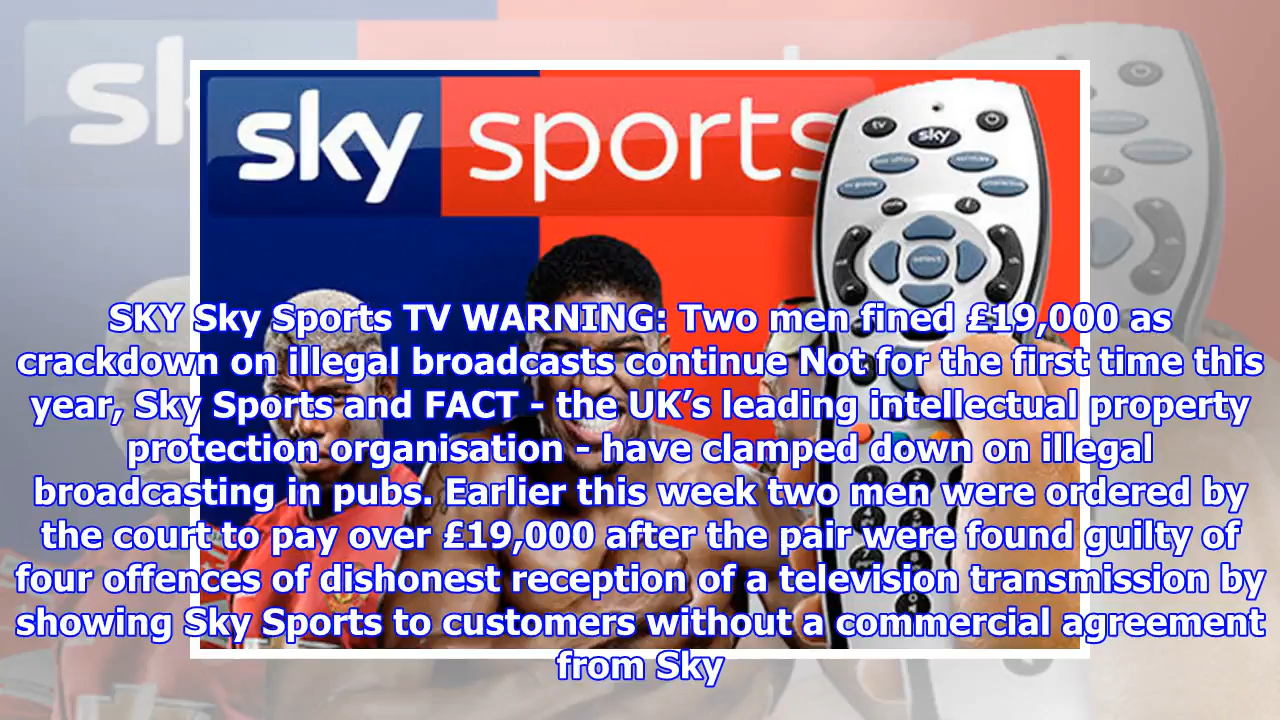 sk
sky sports
tv
sky
select
SKY Sky Sports TV WARNING: Two men fined £19,000 as
crackdown on illegal broadcasts continue Not for the first time this
year, Sky Sports and FACT - the UK’s leading intellectual property
protection organisation - have clamped down on illegal
broadcasting in pubs. Earlier this week two men were ordered by
the court to pay over £19,000 after the pair were found guilty of
four offences of dishonest reception of a television transmission by
showing Sky Sports to customers without a commercial agreement
from Sky